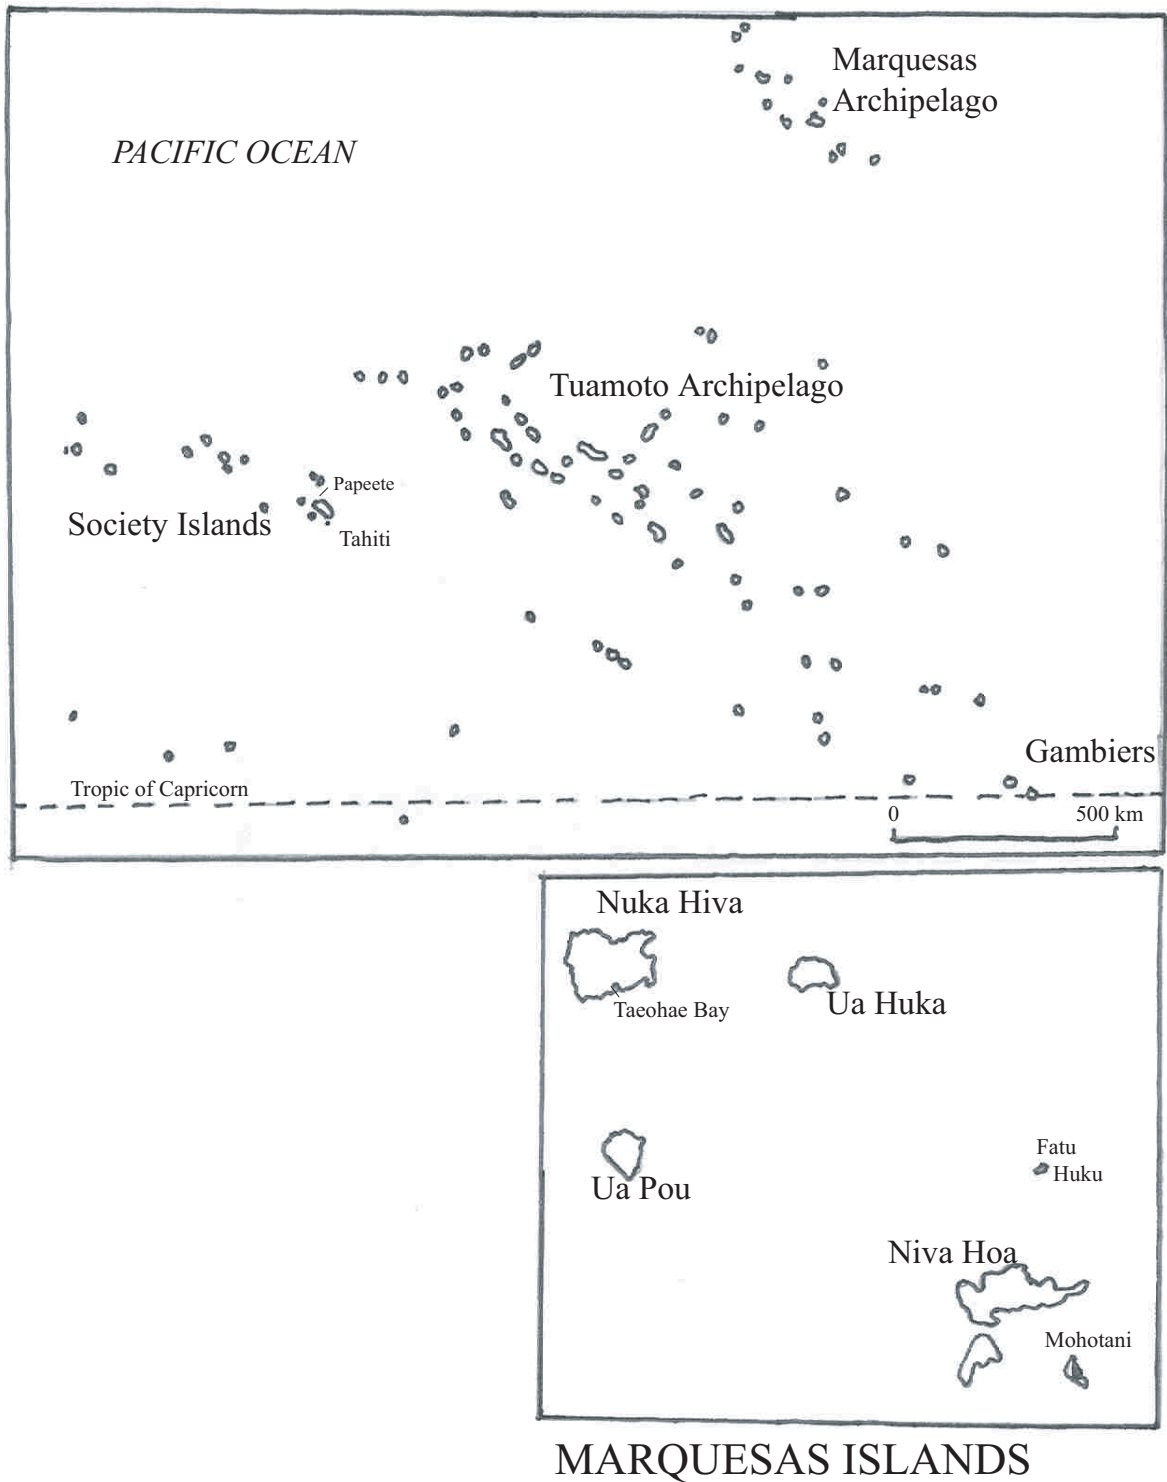 Marquesas
Archipelago
PACIFIC OCEAN
Tuamoto Archipelago
Papeete
Society Islands
Tahiti
Gambiers
Tropic of Capricorn
0 500 km
Nuka Hiva
Taeohae Bay
Ua Huka
Fatu
Huku
Ua Pou
Niva Hoa
Mohotani
MARQUESAS ISLANDS